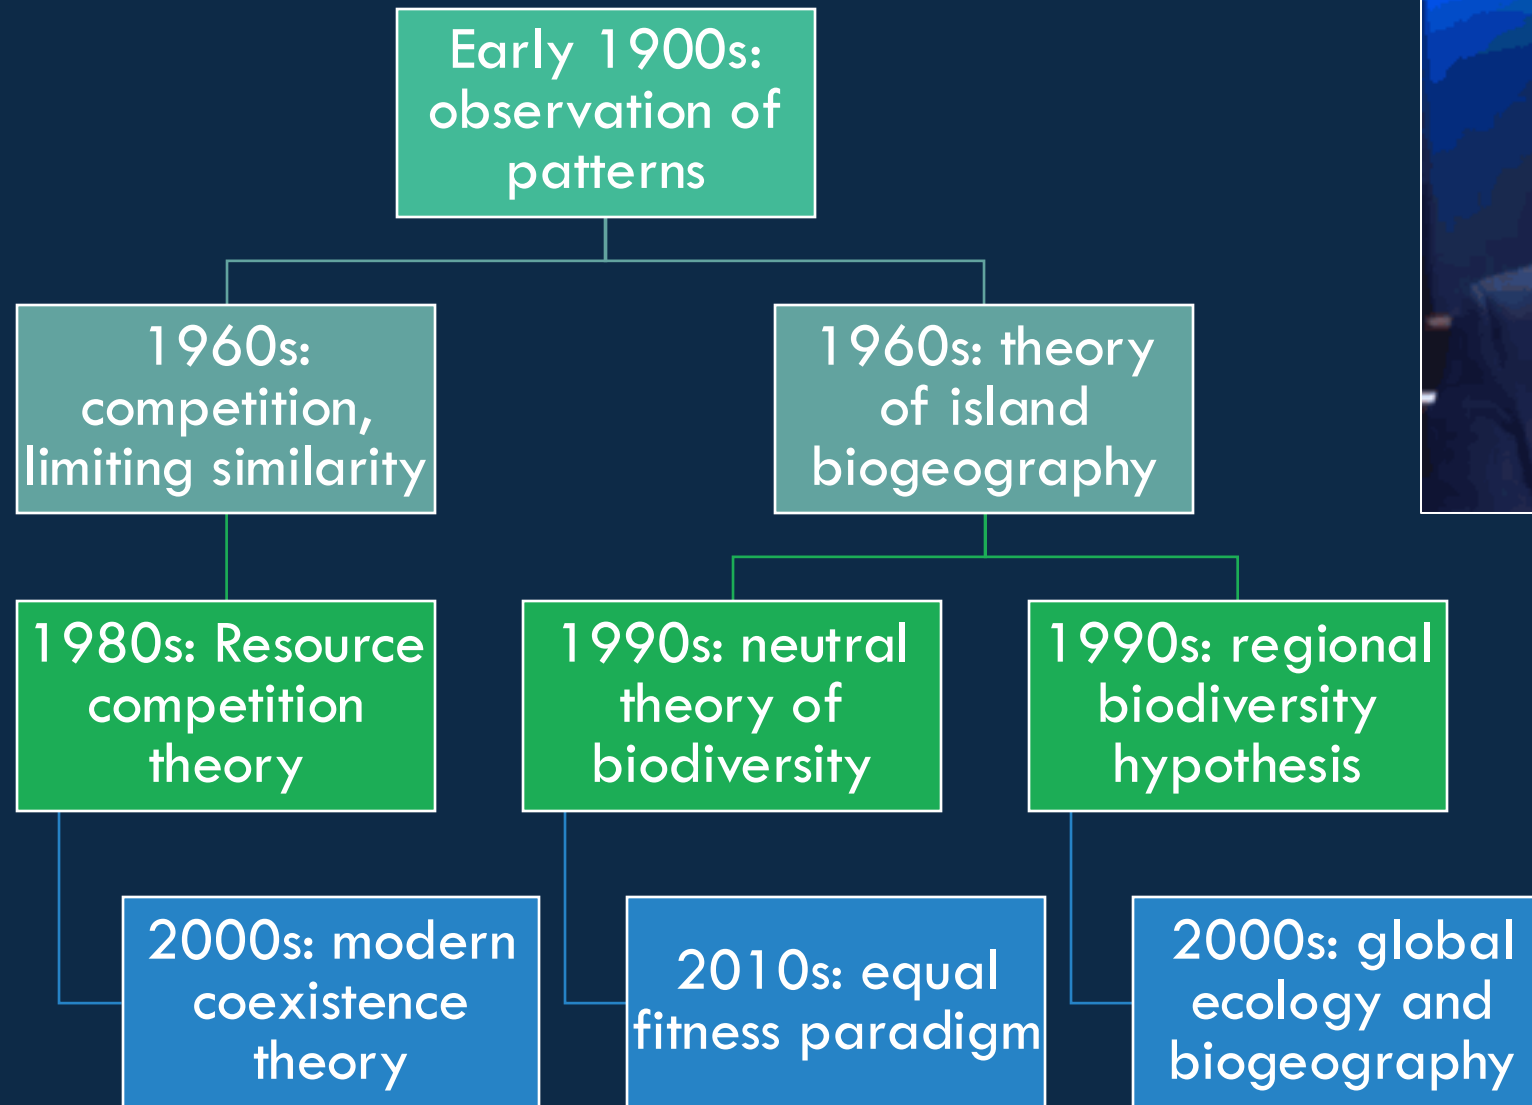 Early 1900s:
observation of
patterns
1960s:
competition,
limiting similarity
1960s: theory
of island
biogeography
1980s: Resource
competition
theory
1990s: neutral
theory of
biodiversity
1990s: regional
biodiversity
hypothesis
2000s: modern
coexistence
theory
2010s: equal
fitness paradigm
2000s: global
ecology and
biogeography